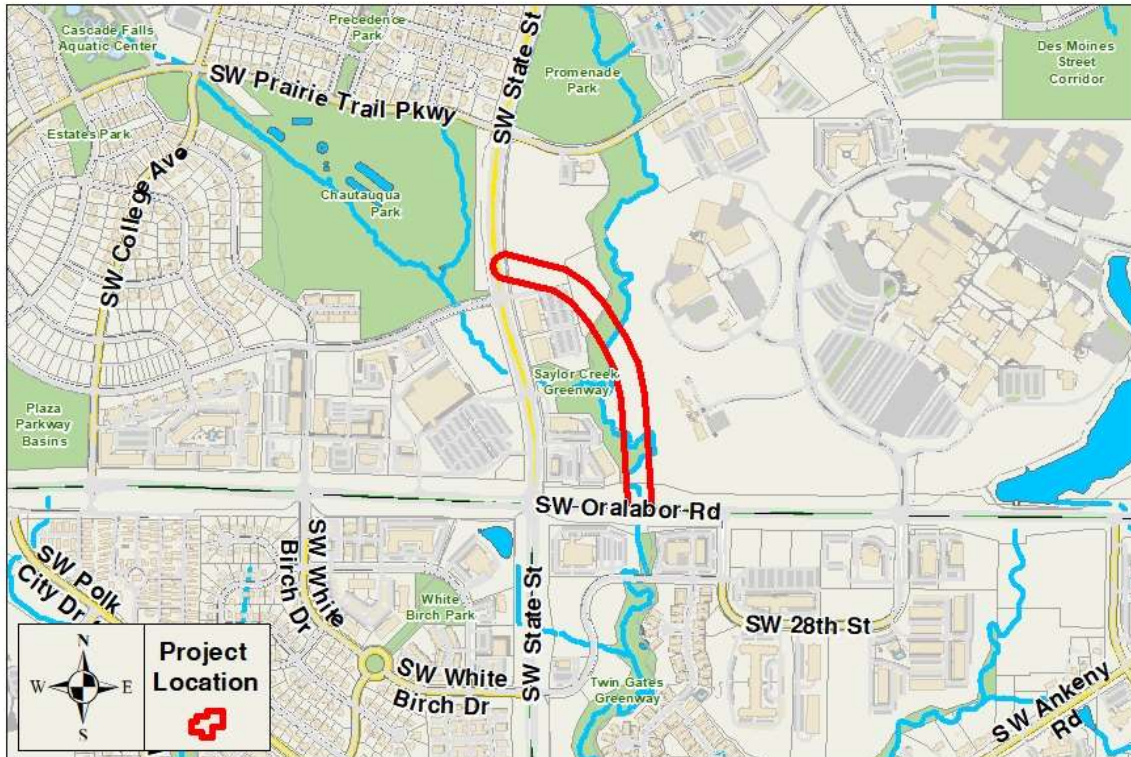 Cascade Falls
Aquatic Center
Precedence
Park
SW State St
Promenade
Park
Des Moines
Street
Corridor
SW Prairie Trail Pkwy
Estates Park
SW College Ave
Chautauqua
Park
Saylor Creek
Greenway
Plaza
Parkway
Basins
SW Oralabor Rd
SW Polk
City Dr
SW White
Birch Dr
White
Birch Park
SW State St
SW 28th St
SW White
Birch Dr
Twin Gates
Greenway
SW Ankeny
Rd
N
W
E
S
Project
Location